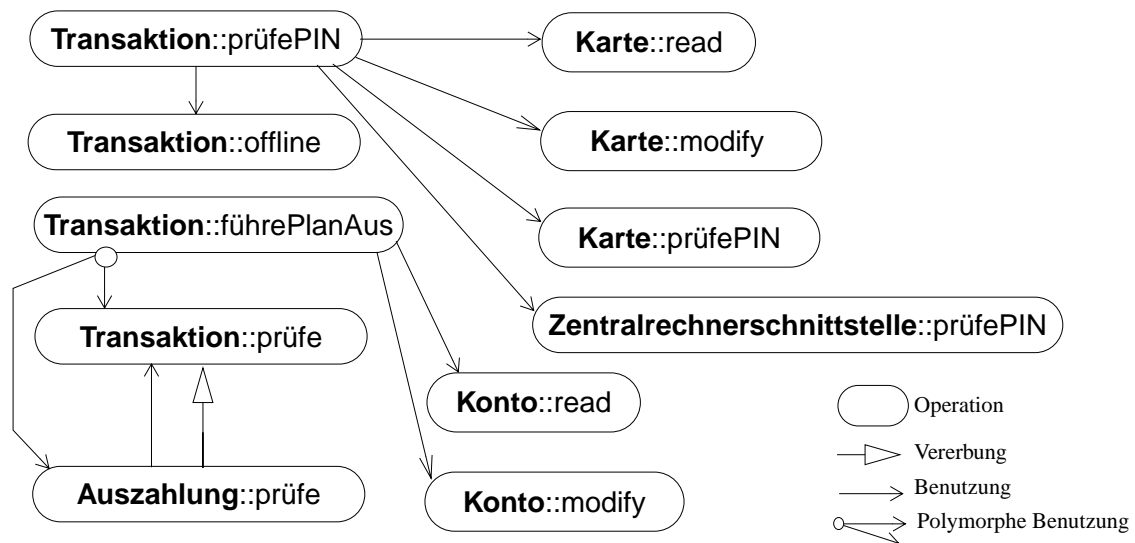 Transaktion::prüfePIN
Karte::read
Transaktion::offline
Karte::modify
Transaktion::führePlanAus
Karte::prüfePIN
Transaktion::prüfe
Zentralrechnerschnittstelle::prüfePIN
Konto::read
Operation
Vererbung
Auszahlung::prüfe
Konto::modify
Benutzung
Polymorphe Benutzung